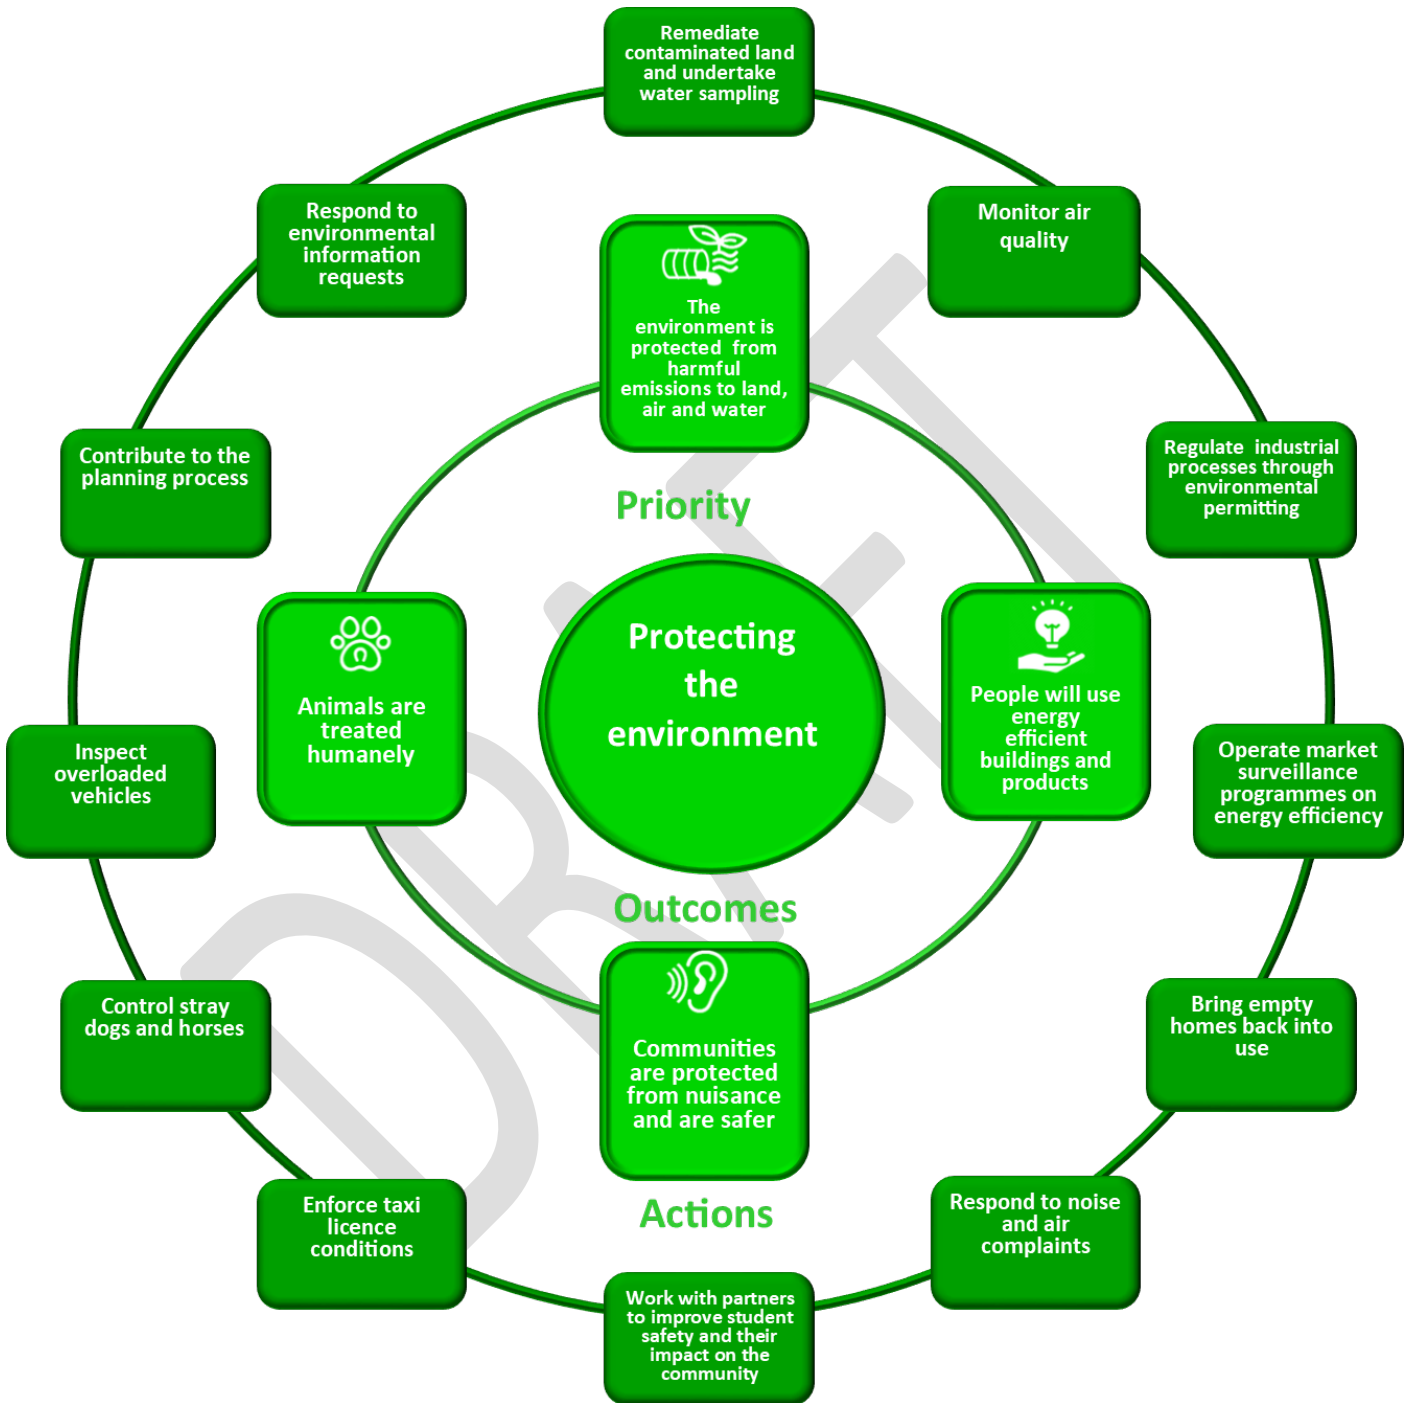 Remediate
contaminated land
and undertake
water sampling
Respond to
environmental
information
requests
Monitor air
quality
The
environment is
protected from
harmful
emissions to land,
air and water
Contribute to the
planning process
Regulate industrial
processes through
environmental
permitting
Priority
Protecting
the
environment
Animals are
treated
humanely
People will use
energy
efficient
buildings and
products
Inspect
overloaded
vehicles
Operate market
surveillance
programmes on
energy efficiency
Outcomes
Communities
are protected
from nuisance
and are safer
Control stray
dogs and horses
Bring empty
homes back into
use
Actions
Enforce taxi
licence
conditions
Respond to noise
and air
complaints
Work with partners
to improve student
safety and their
impact on the
community
DRAFT